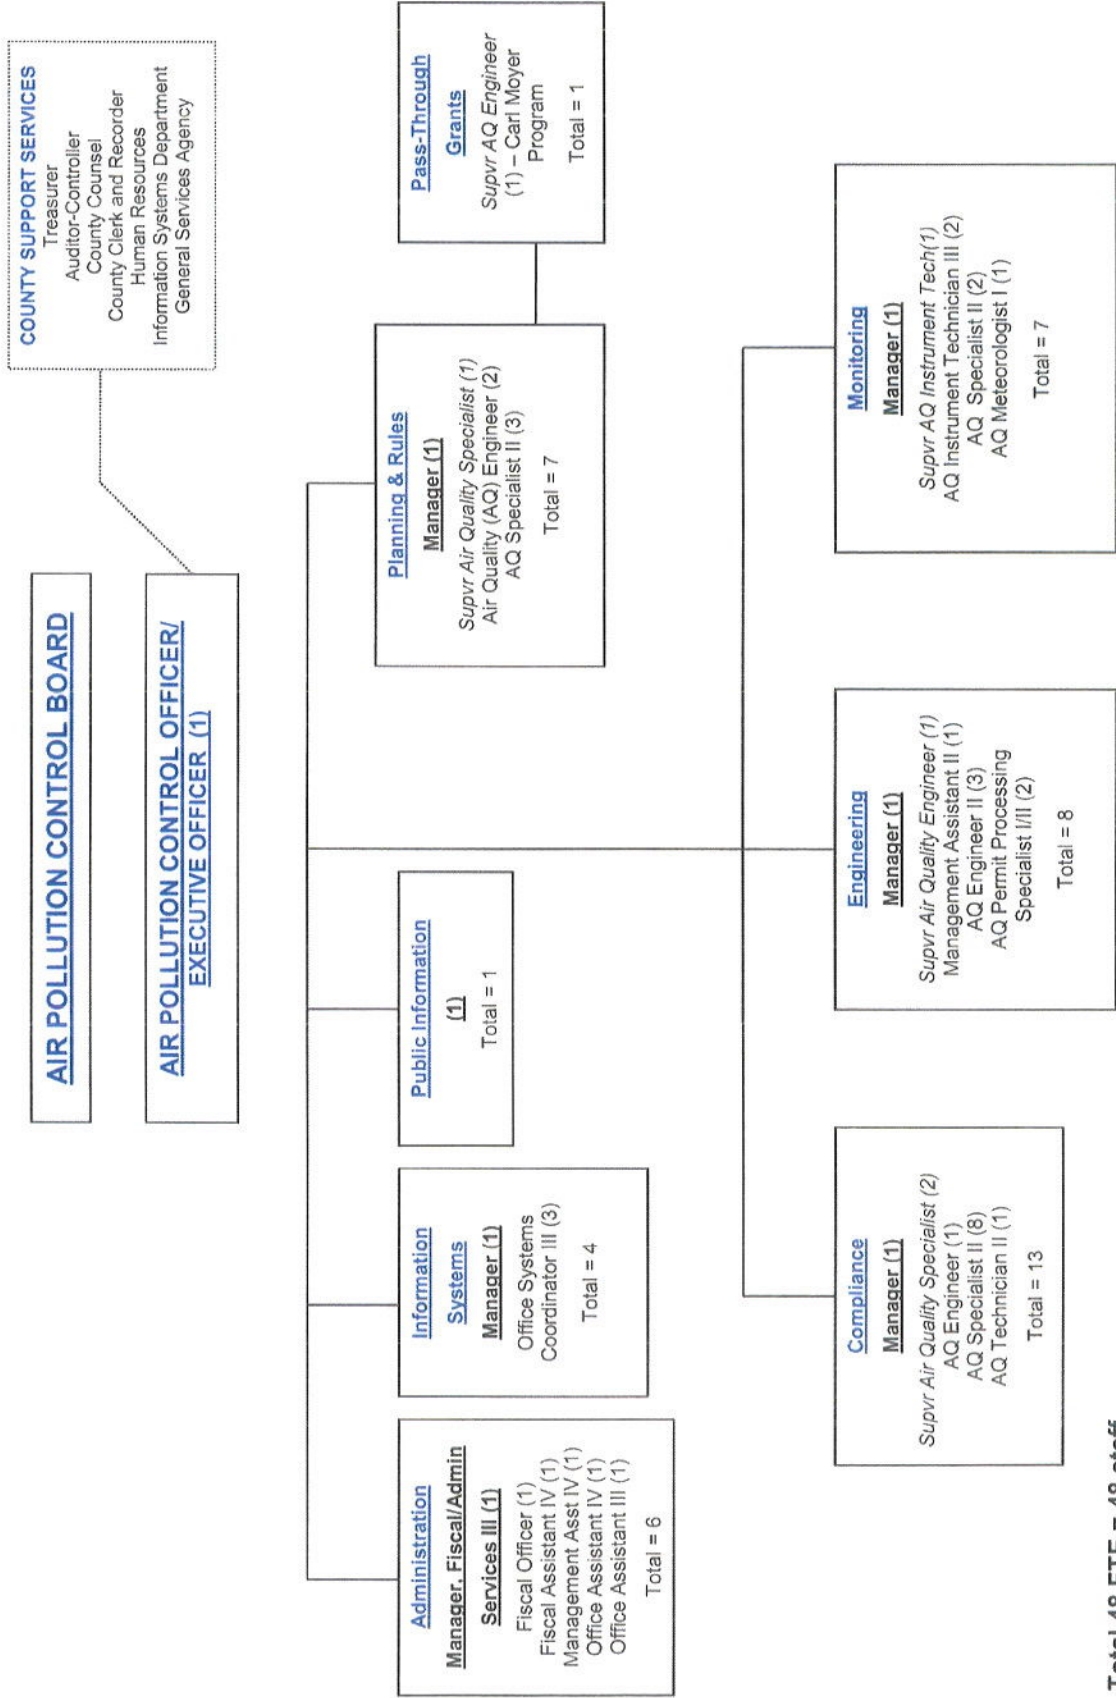 AIR POLLUTION CONTROL BOARD
AIR POLLUTION CONTROL OFFICER/
EXECUTIVE OFFICER (1)
COUNTY SUPPORT SERVICES
Treasurer
Auditor-Controller
County Counsel
County Clerk and Recorder
Human Resources
Information Systems Department
General Services Agency
Administration
Manager, Fiscal/Admin
Services III (1)
Fiscal Officer (1)
Fiscal Assistant IV (1)
Management Asst IV (1)
Office Assistant IV (1)
Office Assistant III (1)
Total = 6
Information
Systems
Manager (1)
Office Systems
Coordinator III (3)
Total = 4
Public Information
(1)
Total = 1
Planning & Rules
Manager (1)
Supvr Air Quality Specialist (1)
Air Quality (AQ) Engineer (2)
AQ Specialist II (3)
Total = 7
Pass-Through
Grants
Supvr AQ Engineer
(1) – Carl Moyer
Program
Total = 1
Compliance
Manager (1)
Supvr Air Quality Specialist (2)
AQ Engineer (1)
AQ Specialist II (8)
AQ Technician II (1)
Total = 13
Engineering
Manager (1)
Supvr Air Quality Engineer (1)
Management Assistant II (1)
AQ Engineer II (3)
AQ Permit Processing
Specialist I/II (2)
Total = 8
Monitoring
Manager (1)
Supvr AQ Instrument Tech(1)
AQ Instrument Technician III (2)
AQ Specialist II (2)
AQ Meteorologist I (1)
Total = 7
Total 48 FTE = 48 staff